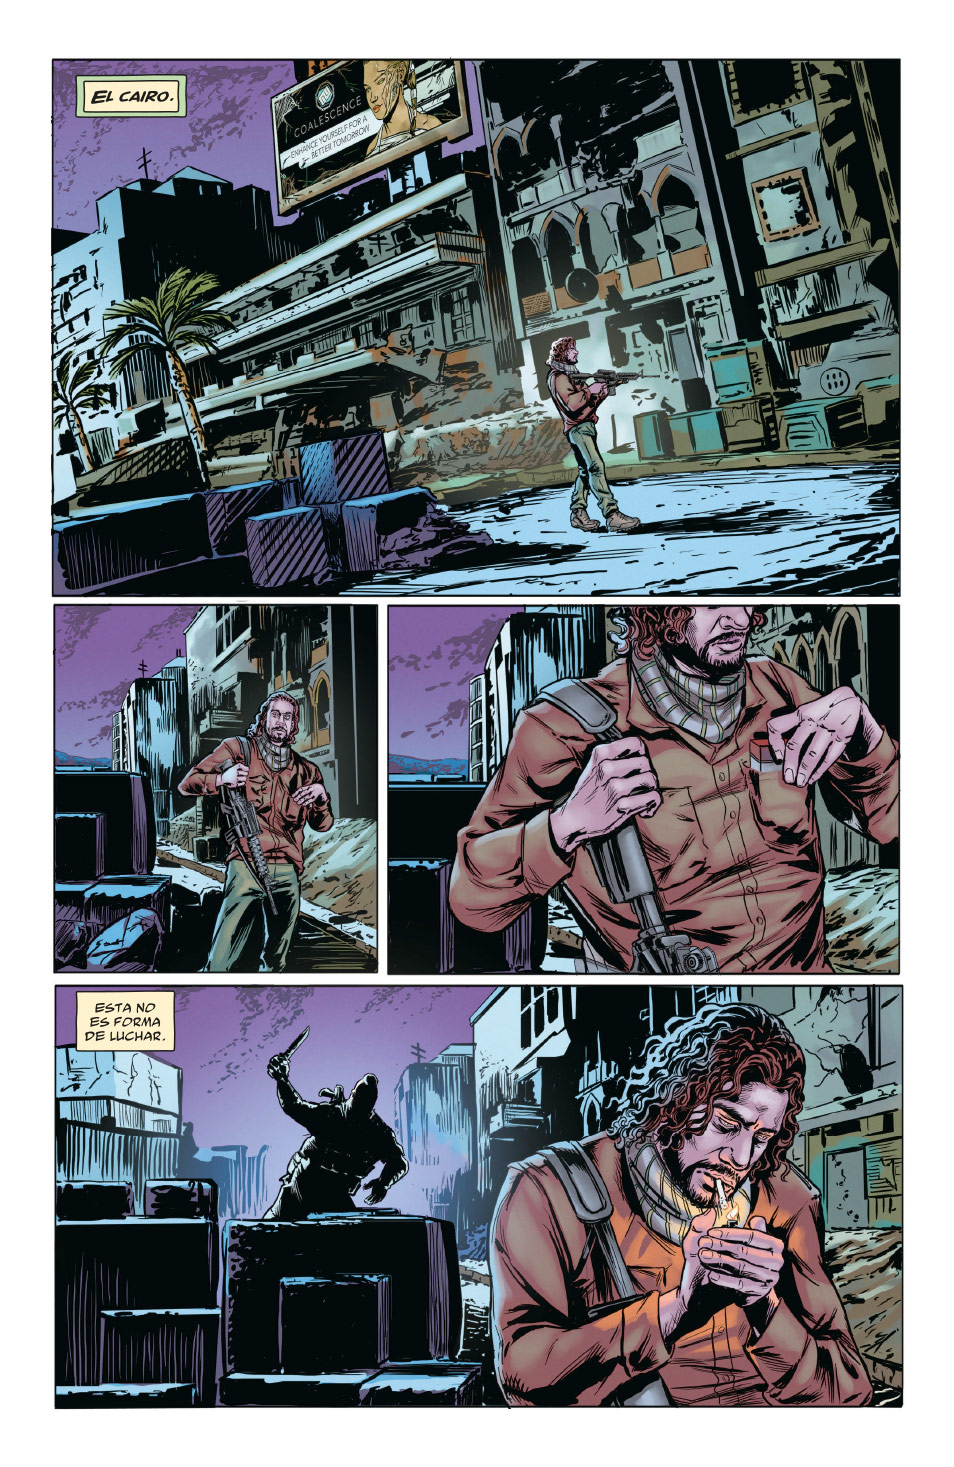 EL CAIRO.
COALESCENCE
ENHANCE YOURSELF FOR A
BETTER TOMORROW
ESTA NO
ES FORMA
DE LUCHAR.